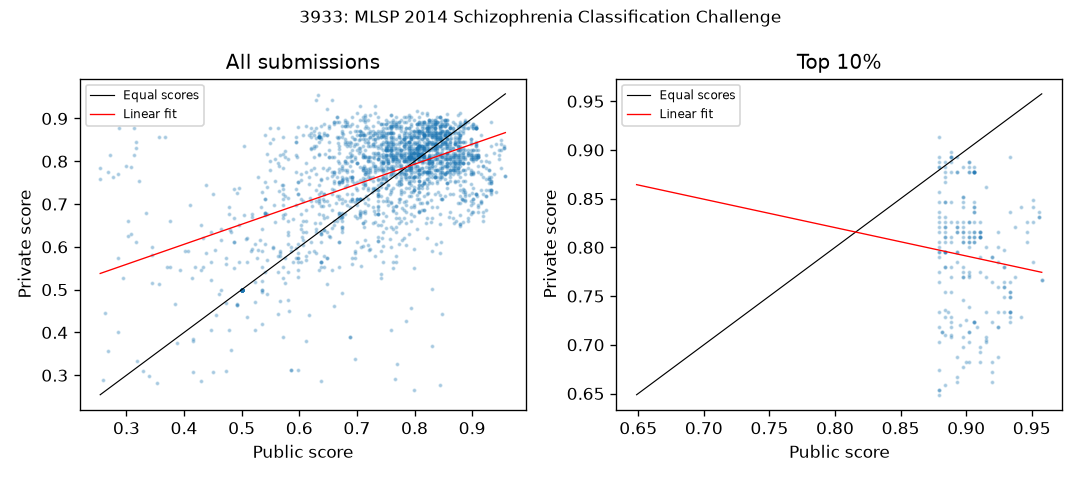 3933: MLSP 2014 Schizophrenia Classification Challenge
All submissions
Equal scores
Linear fit
Private score
0.9
0.8
0.7
0.6
0.5
0.4
0.3
0.3 0.4 0.5 0.6 0.7 0.8 0.9
Public score
Top 10%
Equal scores
Linear fit
Private score
0.95
0.90
0.85
0.80
0.75
0.70
0.65
0.65 0.70 0.75 0.80 0.85 0.90 0.95
Public score